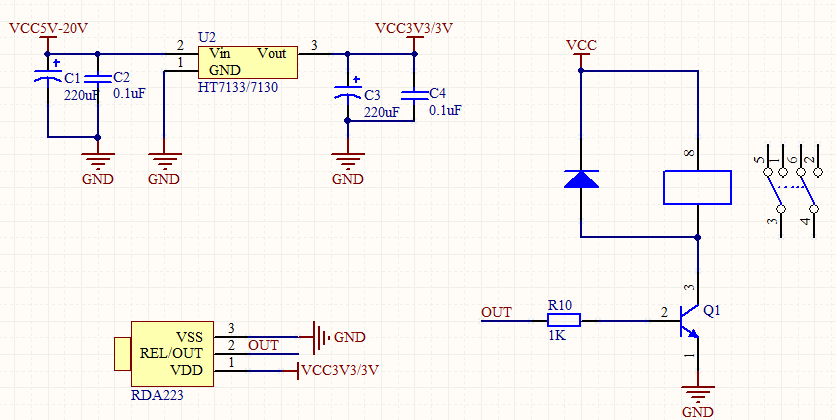 VCC5V-20V
U2
VCC3V3/3V
2 Vin Vout 3
1 GND
HT7133/7130
C1
220uF
C2
0.1uF
C3
220uF
C4
0.1uF
GND
GND
GND
VCC
8
5 1 6 2
3 4
OUT
R10
1K
2
3
Q1
1
GND
VSS 3 GND
REL/OUT 2 OUT
VDD 1 VCC3V3/3V
RDA223